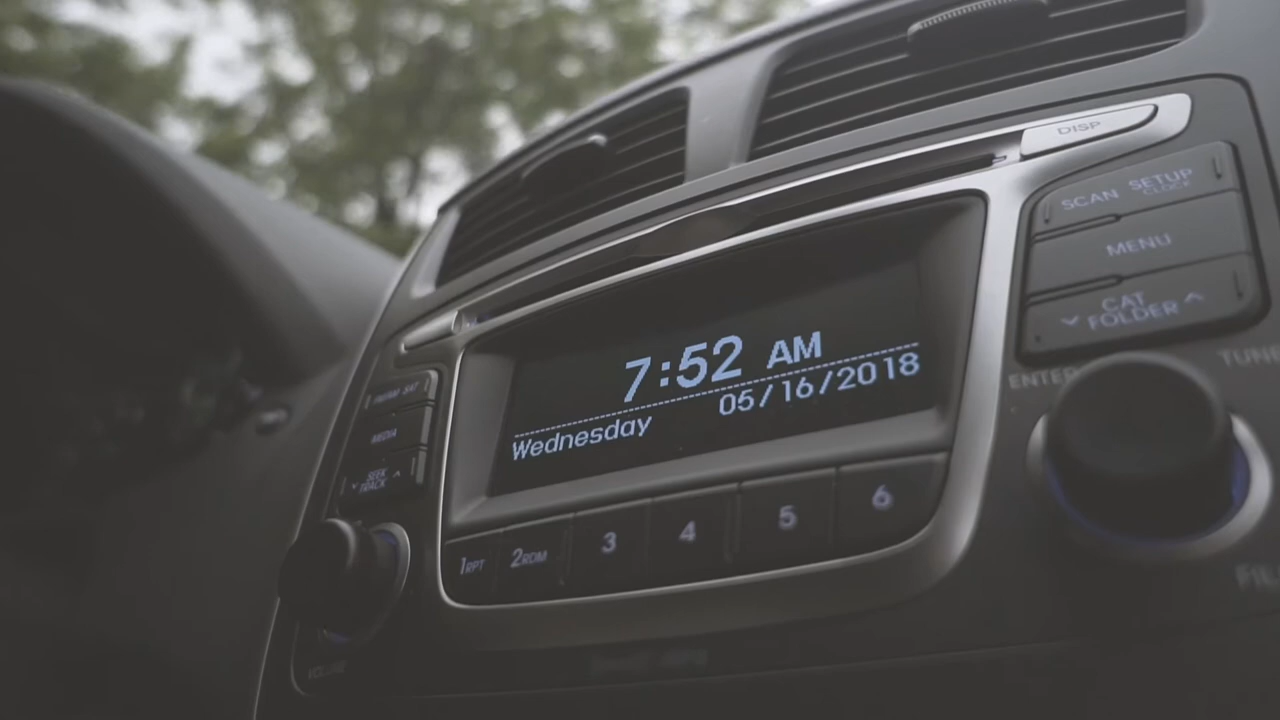 DISP
SCAN SETUP
CLOCK
MENU
CAT
FOLDER
7:52 AM
05/16/2018
Wednesday
MEDIA
SEEK
TRACK
ENTER
TUNE
1RPT
2RDM
3
4
5
6
VOLUME